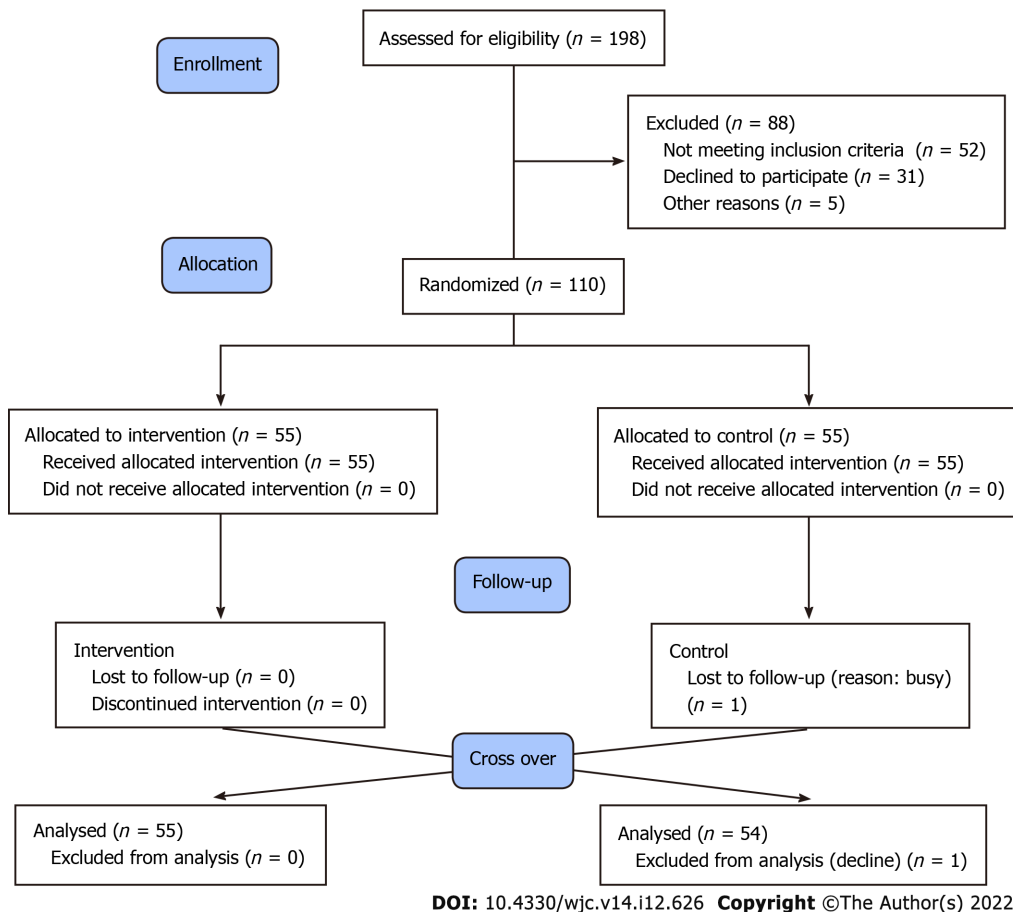 Assessed for eligibility (n = 198)
Enrollment
Excluded (n = 88)
Not meeting inclusion criteria (n = 52)
Declined to participate (n = 31)
Other reasons (n = 5)
Allocation
Randomized (n = 110)
Allocated to intervention (n = 55)
Received allocated intervention (n = 55)
Did not receive allocated intervention (n = 0)
Allocated to control (n = 55)
Received allocated intervention (n = 55)
Did not receive allocated intervention (n = 0)
Follow-up
Intervention
Lost to follow-up (n = 0)
Discontinued intervention (n = 0)
Control
Lost to follow-up (reason: busy)
(n = 1)
Cross over
Analysed (n = 55)
Excluded from analysis (n = 0)
Analysed (n = 54)
Excluded from analysis (decline) (n = 1)
DOI: 10.4330/wjc.v14.i12.626 Copyright ©The Author(s) 2022